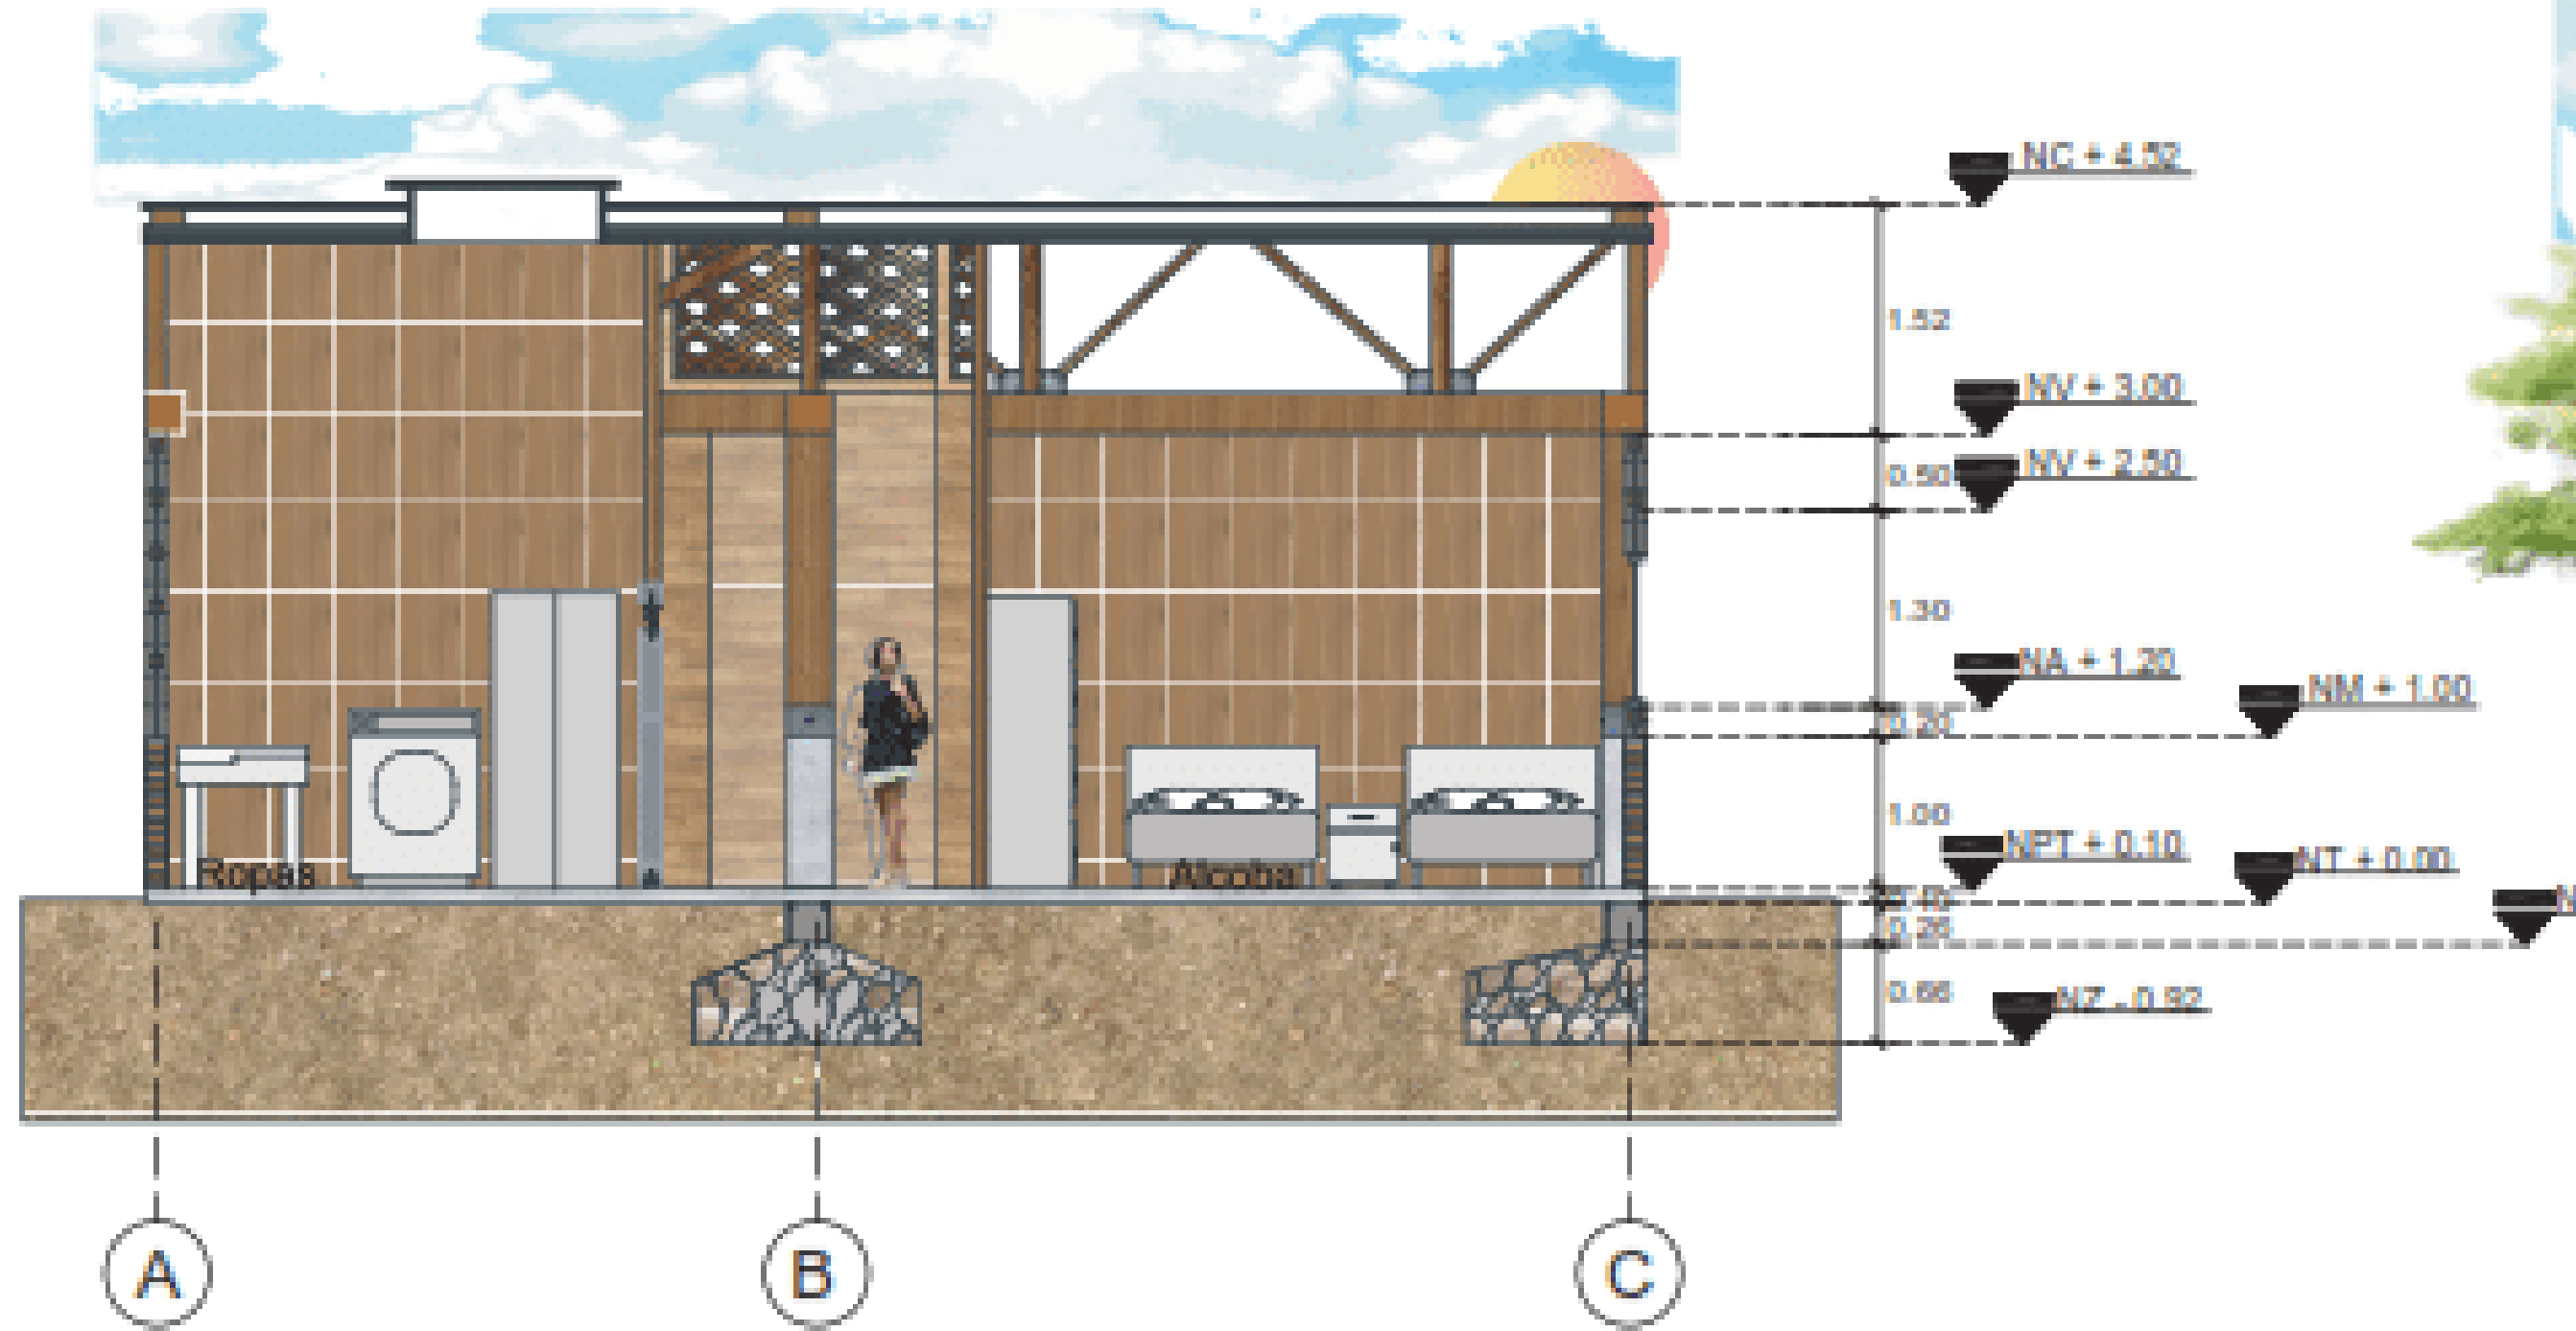 NC + 4.52
1.52
NV + 3.00
NV + 2.50
0.50
1.30
NA + 1.20
NM + 1.00
0.20
1.00
NPT + 0.10
NT + 0.00
0.10
0.26
0.66
NZ - 0.92
Ropas
Alcoba
A
B
C